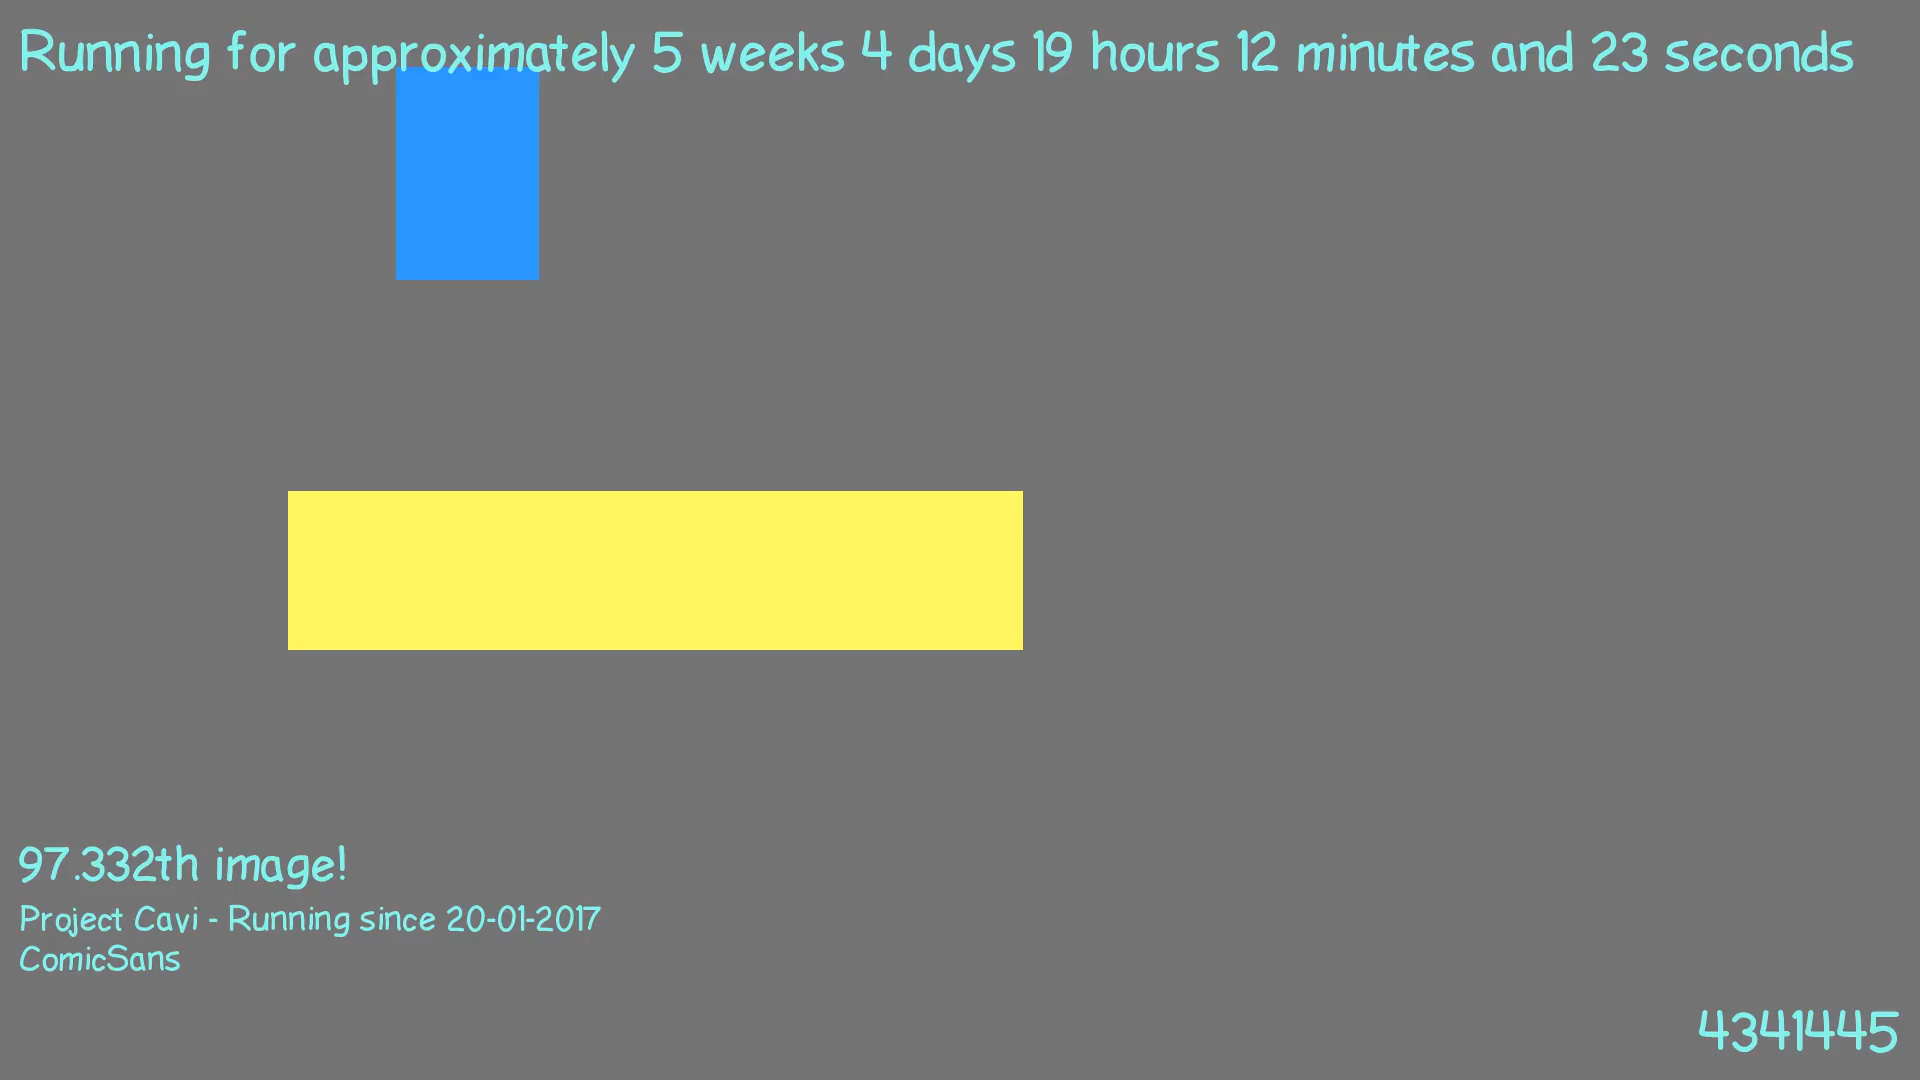 Running for approximately 5 weeks 4 days 19 hours 12 minutes and 23 seconds
97.332th image!
Project Cavi - Running since 20-01-2017
ComicSans
4341445